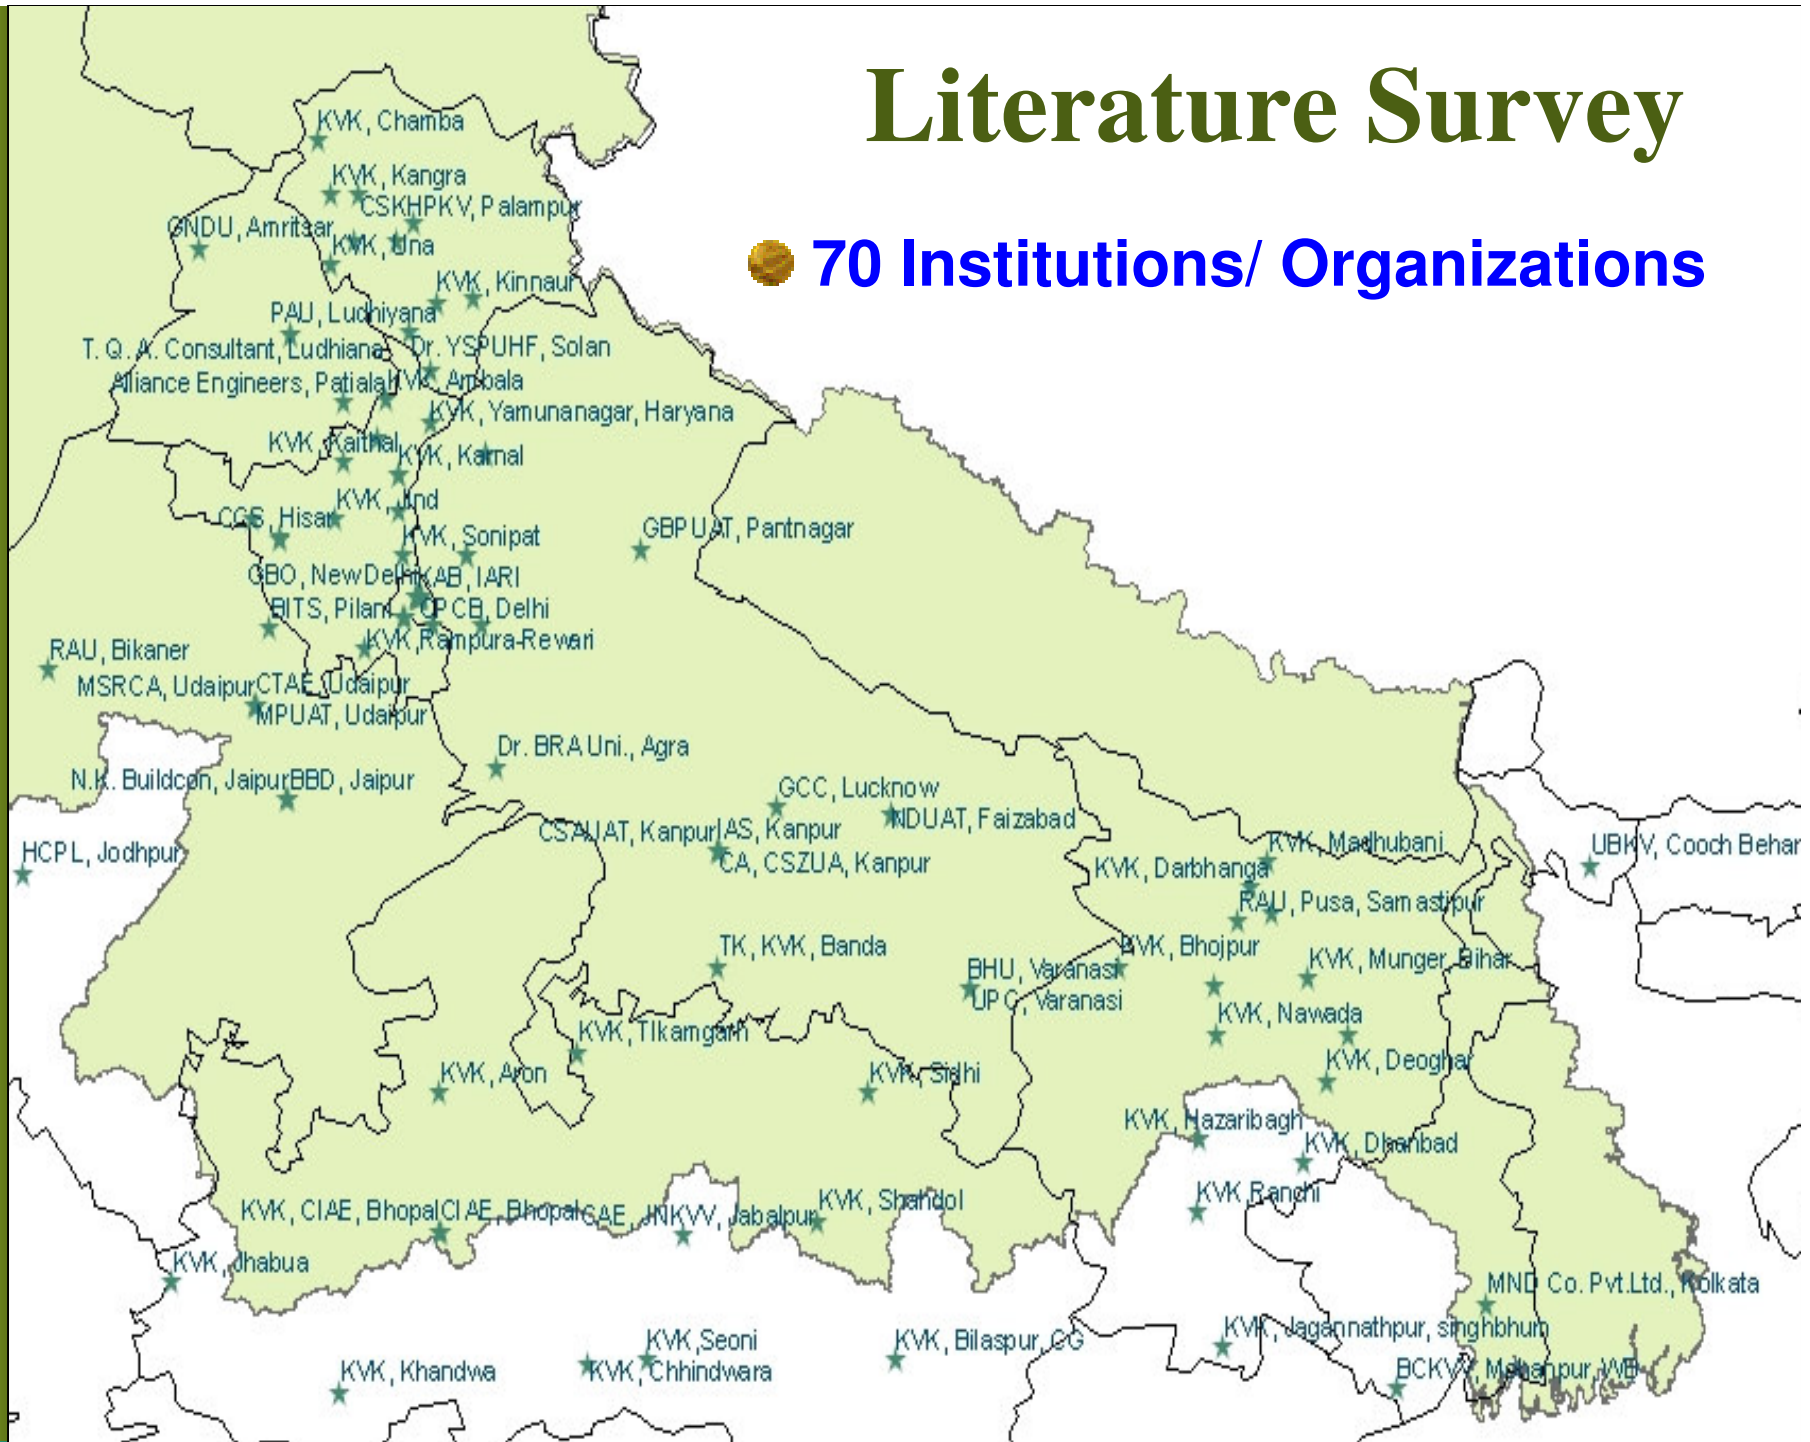 Literature Survey
70 Institutions/ Organizations
KVK, Chamba
KVK, Kangra
CSKHPKV, Palampur
GNDU, Amritsar
KVK, Una
KVK, Kinnaur
PAU, Ludhiyana
T. Q. A. Consultant, Ludhiana
Dr. YSPUHF, Solan
Alliance Engineers, Patiala
KVK, Ambala
KVK, Yamunanagar, Haryana
KVK, Kaithal
KVK, Karnal
KVK, Jind
CCS, Hisar
KVK, Sonipat
GBPUAT, Pantnagar
GBO, NewDelhi
KAB, IARI
BITS, Pilani
CPCB, Delhi
KVK,Rampura-Rewari
RAU, Bikaner
MSRCA, Udaipur
CTAE, Udaipur
MPUAT, Udaipur
Dr. BRA Uni., Agra
N.K. Buildcon, Jaipur
BBD, Jaipur
GCC, Lucknow
NDUAT, Faizabad
CSAUAT, Kanpur
IAS, Kanpur
CA, CSZUA, Kanpur
HCPL, Jodhpur
KVK, Madhubani
UBKV, Cooch Behar
KVK, Darbhanga
RAU, Pusa, Samastipur
TK, KVK, Banda
KVK, Bhojpur
BHU, Varanasi
KVK, Munger, Bihar
UPC, Varanasi
KVK, Nawada
KVK, TIkamgarh
KVK, Deoghar
KVK, Aron
KVK, Sidhi
KVK, Hazaribagh
KVK, Dhanbad
KVK,Ranchi
KVK, CIAE, Bhopal
CIAE, Bhopal
CAE, JNKVV, Jabalpur
KVK, Shahdol
KVK, Jhabua
MND Co. Pvt.Ltd., Kolkata
KVK, Jagannathpur, singhbhum
KVK,Seoni
KVK, Bilaspur, CG
KVK, Khandwa
KVK, Chhindwara
BCKVV, Mohanpur, WB